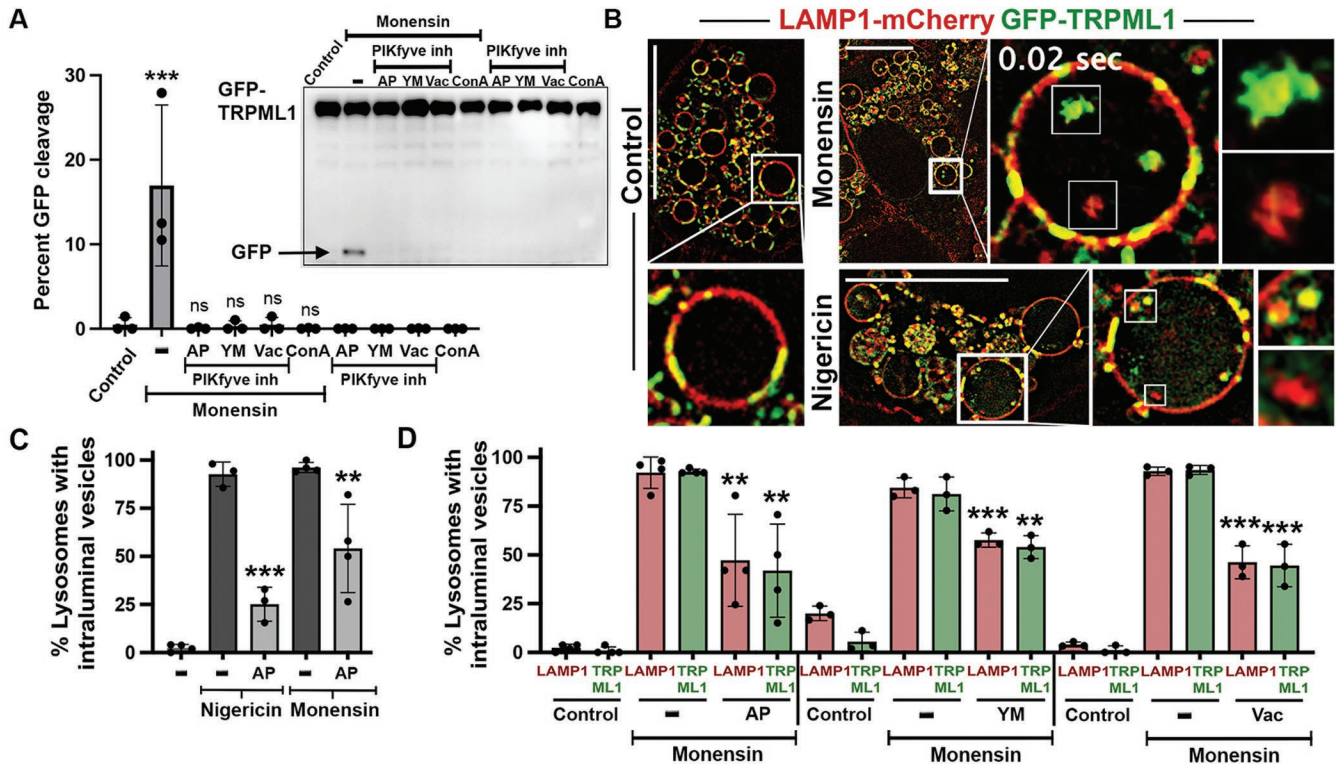 A
Monensin
Control
PIKfyve inh
PIKfyve inh
GFP-
TRPML1
-
AP YM Vac ConA AP YM Vac ConA
GFP
Percent GFP cleavage
30
20
10
0
***
ns
ns
ns
ns
Control
-
AP YM Vac ConA AP YM Vac ConA
PIKfyve inh
PIKfyve inh
Monensin
B
LAMP1-mCherry GFP-TRPML1
Control
Monensin
0.02 sec
Nigericin
C
% Lysosomes with
intraluminal vesicles
100
75
50
25
0
***
**
- - AP - AP
Nigericin Monensin
D
% Lysosomes with
intraluminal vesicles
100
75
50
25
0
**
**
***
**
***
***
LAMP1 TRP LAMP1 TRP LAMP1 TRP LAMP1 TRP LAMP1 TRP LAMP1 TRP LAMP1 TRP LAMP1 TRP LAMP1 TRP
ML1 ML1 ML1 ML1 ML1 ML1 ML1 ML1 ML1
Control - AP Control - YM Control - Vac
Monensin Monensin Monensin